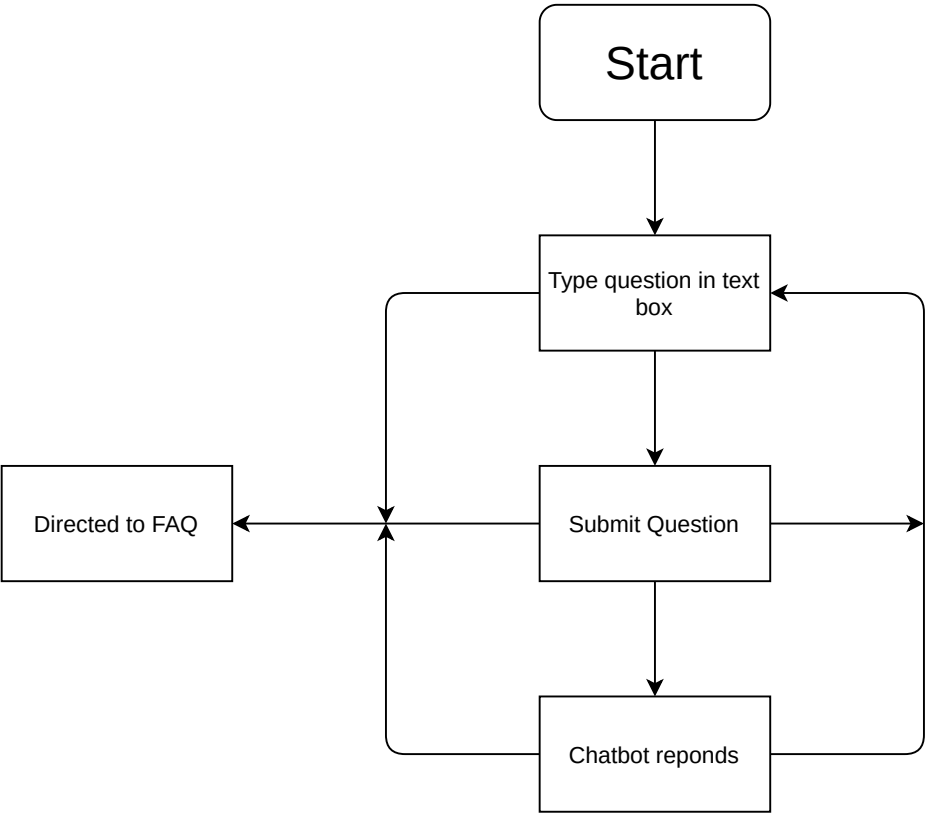 Start
Type question in text
box
Directed to FAQ
Submit Question
Chatbot reponds